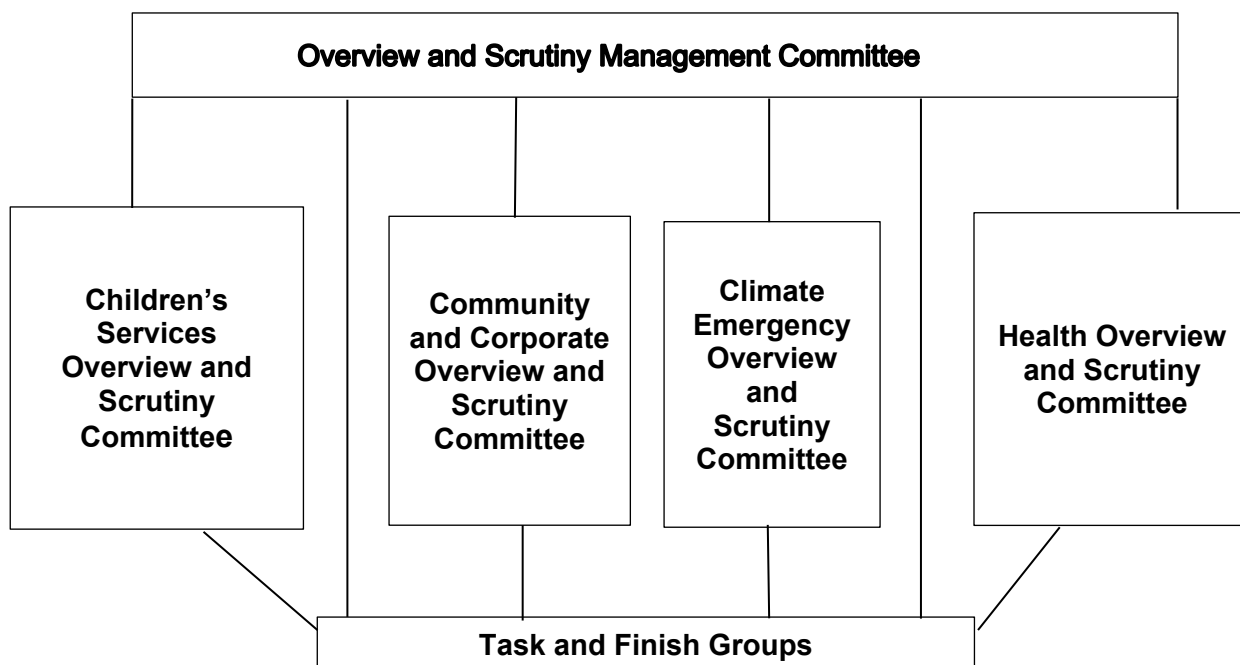 Overview and Scrutiny Management Committee
Children’s
Services
Overview and
Scrutiny
Committee
Community
and Corporate
Overview and
Scrutiny
Committee
Climate
Emergency
Overview
and
Scrutiny
Committee
Health Overview
and Scrutiny
Committee
Task and Finish Groups